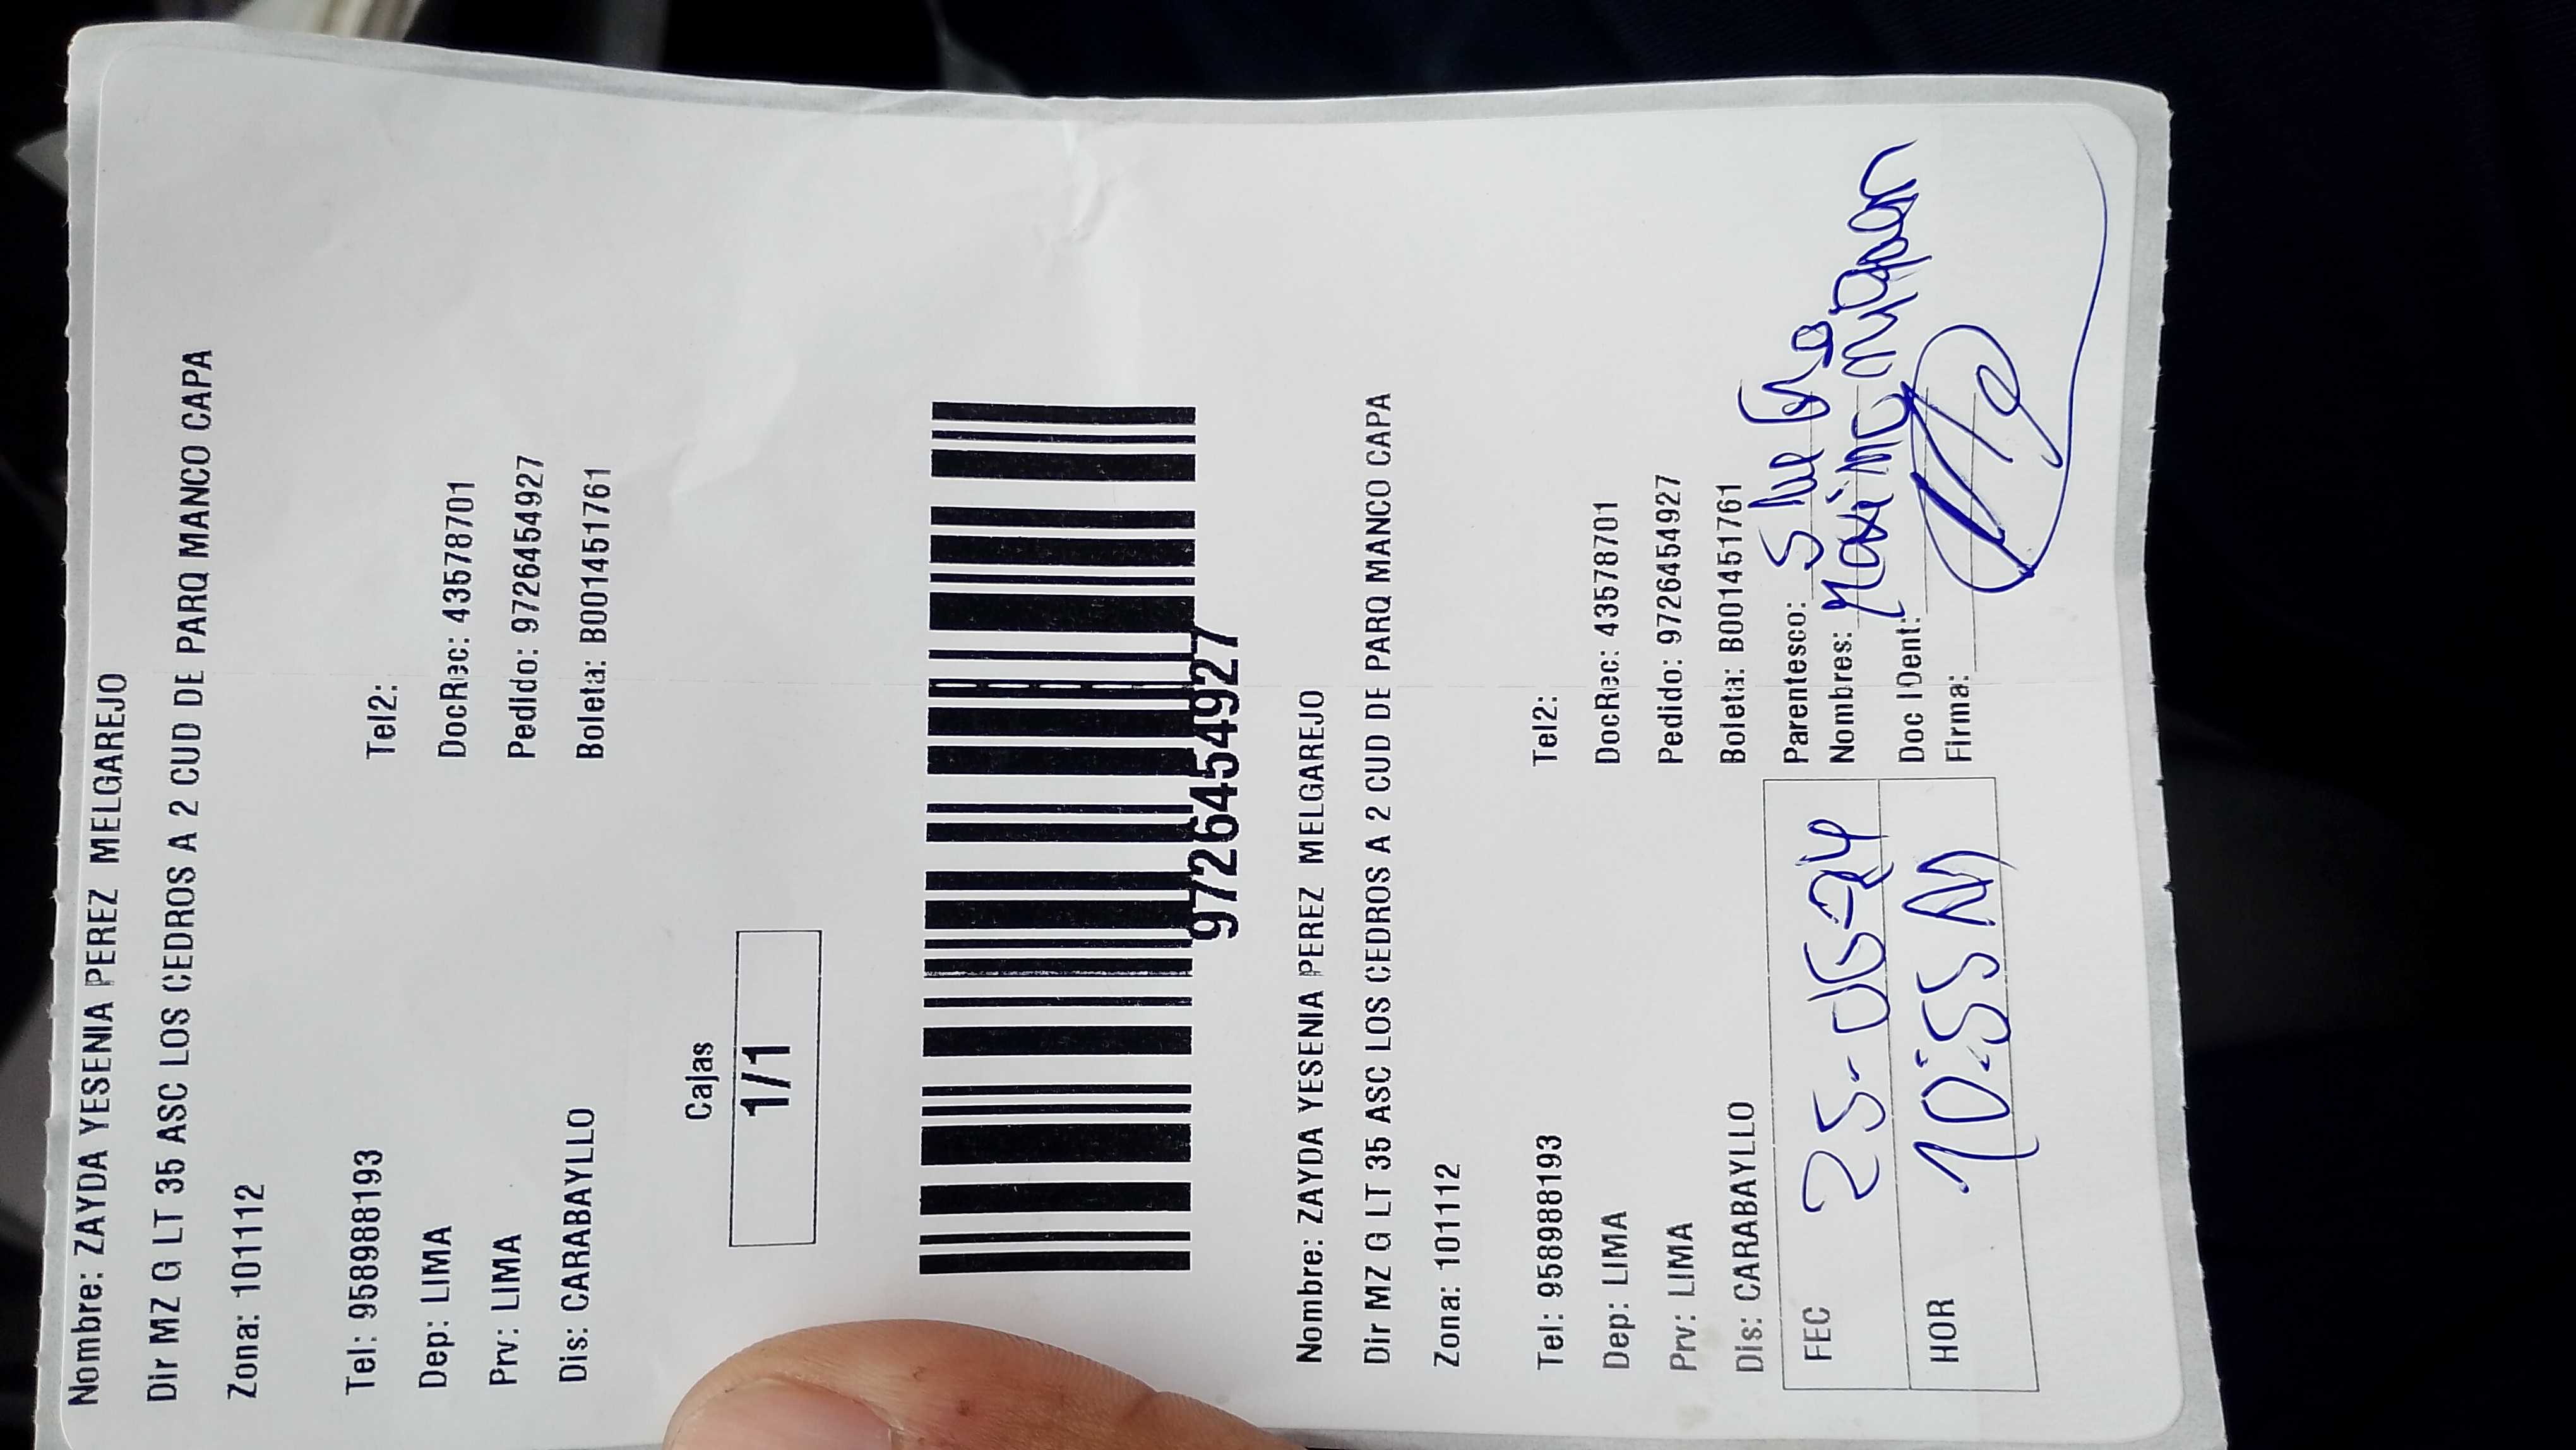 Nombre: ZAYDA YESENIA PEREZ MELGAREJO
Dir MZ G LT 35 ASC LOS CEDROS A 2 CUD DE PARQ MANCO CAPA
Zona: 101112
Tel: 958988193 Tel2:
Dep: LIMA DocRec: 43578701
Prv: LIMA Pedido: 9726454927
Dis: CARABAYLLO Boleta: B001451761
Cajas
1/1
9726454927
Nombre: ZAYDA YESENIA PEREZ MELGAREJO
Dir MZ G LT 35 ASC LOS CEDROS A 2 CUD DE PARQ MANCO CAPA
Zona: 101112
Tel: 958988193 Tel2:
Dep: LIMA DocRec: 43578701
Prv: LIMA Pedido: 9726454927
Dis: CARABAYLLO Boleta: B001451761
FEC 25-06-24 Parentesco:
Nombres: Maximo
HOR 10:55 Doc IDent:
Firma: